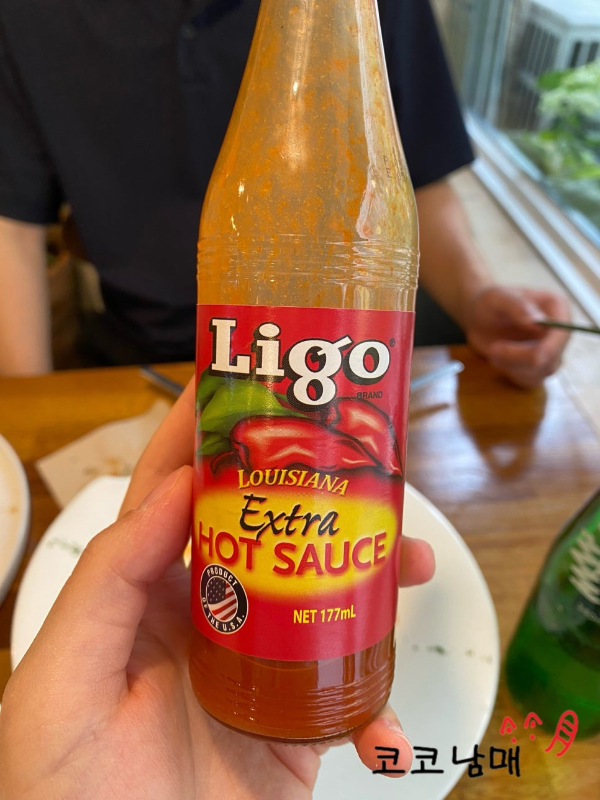 Ligo®
BRAND
LOUISIANA
Extra
HOT SAUCE
PRODUCT
OF THE U.S.A.
NET 177mL
코코남매